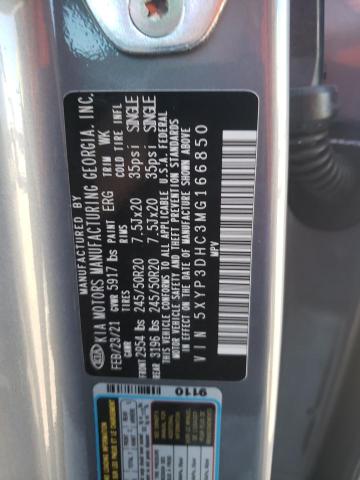 MANUFACTURED BY
KIA KIA MOTORS MANUFACTURING GEORGIA, INC.
FEB/23/21 GVWR 5917 lbs PAINT ERG TRIM WK
GAWR TIRES RIMS COLD TIRE INFL
FRONT 2954 lbs 245/50R20 7.5Jx20 35psi SINGLE
REAR 3196 lbs 245/50R20 7.5Jx20 35psi SINGLE
THIS VEHICLE CONFORMS TO ALL APPLICABLE U.S.A. FEDERAL
MOTOR VEHICLE SAFETY AND THEFT PREVENTION STANDARDS
IN EFFECT ON THE DATE OF MANUFACTURE SHOWN ABOVE.
VIN 5XYP3DHC3MG166850
MPV
9110